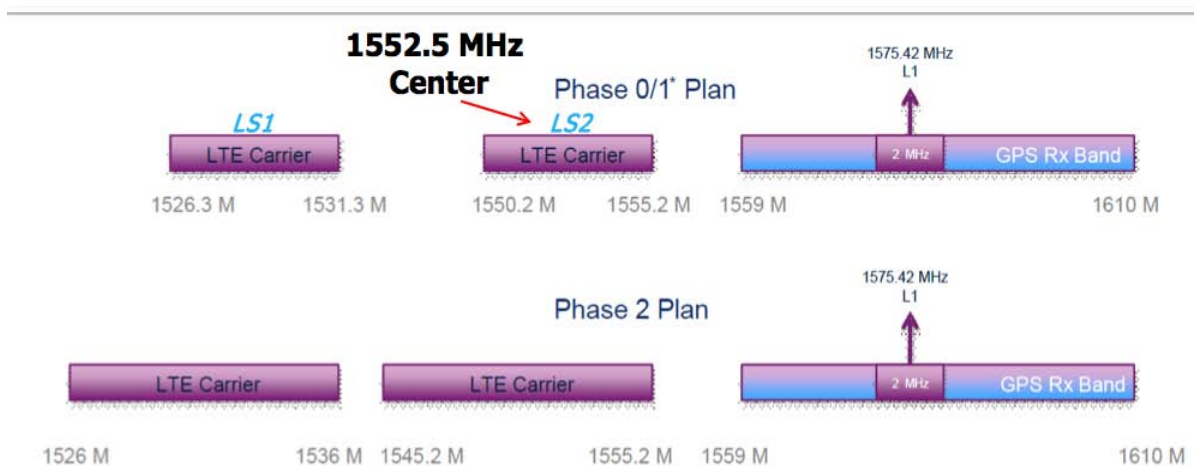 1552.5 MHz
Center
Phase 0/1* Plan
1575.42 MHz
L1
LS1
LS2
LTE Carrier
LTE Carrier
2 MHz
GPS Rx Band
1526.3 M
1531.3 M
1550.2 M
1555.2 M
1559 M
1610 M
Phase 2 Plan
1575.42 MHz
L1
LTE Carrier
LTE Carrier
2 MHz
GPS Rx Band
1526 M
1536 M
1545.2 M
1555.2 M
1559 M
1610 M